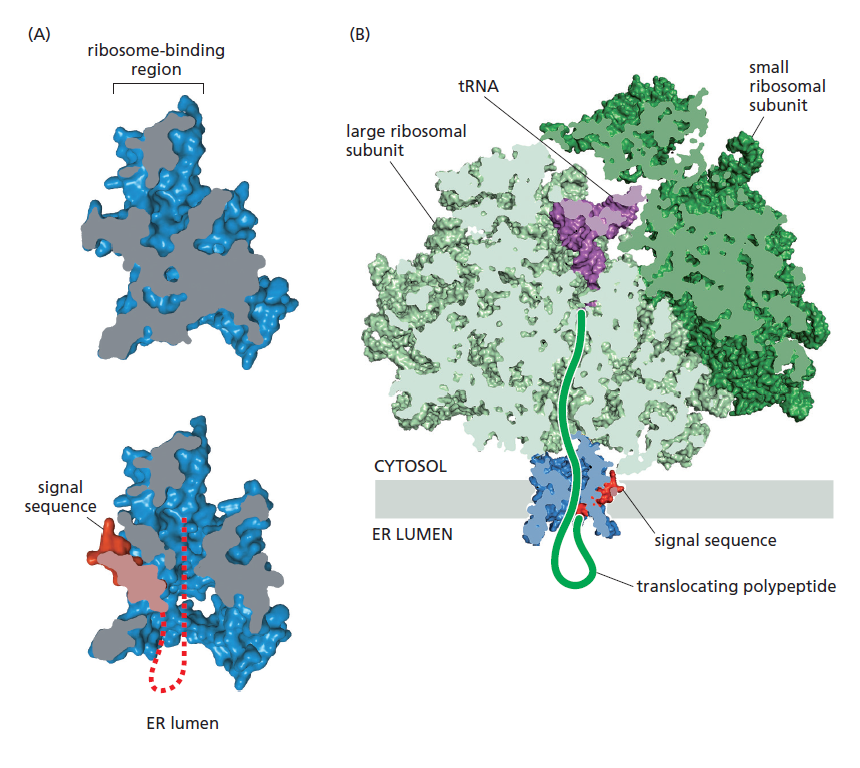 (A)
ribosome-binding
region
signal
sequence
ER lumen
(B)
tRNA
small
ribosomal
subunit
large ribosomal
subunit
CYTOSOL
ER LUMEN
signal sequence
translocating polypeptide